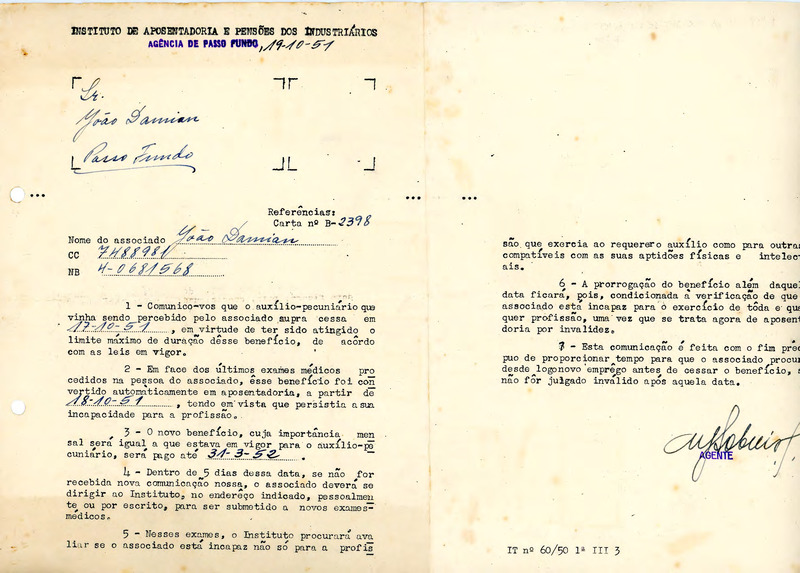 INSTITUTO DE APOSENTADORIA E PENSÕES DOS INDUSTRIÁRIOS
AGÊNCIA DE PASSO FUNDO, 19-10-51
Sr.
João Damian
Passo Fundo
Referências:
Carta nº B-2398
Nome do associado João Damian
CC 7488981
NB 4-0681568
1 - Comunico-vos que o auxílio-pecuniário que
vinha sendo percebido pelo associado supra cessa em
17-10-51, em virtude de ter sido atingido o
limite máximo de duração dêsse benefício, de acôrdo
com as leis em vigor.
2 - Em face dos últimos exames médicos pro
cedidos na pessoa do associado, êsse benefício foi con
vertido automàticamente em aposentadoria, a partir de
18-10-51, tendo em vista que persistia a sua
incapacidade para a profissão.
3 - O novo benefício, cuja importância men
sal será igual a que estava em vigor para o auxílio-pe
cuniário, será pago até 31-3-52.
4 - Dentro de 5 dias dessa data, se não for
recebida nova comunicação nossa, o associado deverá se
dirigir ao Instituto, no endereço indicado, pessoalmen
te ou por escrito, para ser submetido a novos exames-
médicos.
5 - Nesses exames, o Instituto procurará ava
liar se o associado está incapaz não só para a profis
são que exercia ao requerero auxílio como para outras
compatíveis com as suas aptidões físicas e intelec
ais.
6 - A prorrogação do benefício além daque
data ficará, pois, condicionada à verificação de que
associado está incapaz para o exercício de tôda e qua
quer profissão, uma vez que se trata agora de aposent
doria por invalidez.
7 - Esta comunicação é feita com o fim préc
puo de proporcionar tempo para que o associado procur
desde logonovo emprêgo antes de cessar o benefício, s
não fôr julgado inválido após aquela data.
AGENTE
IT nº 60/50 1ª III 3